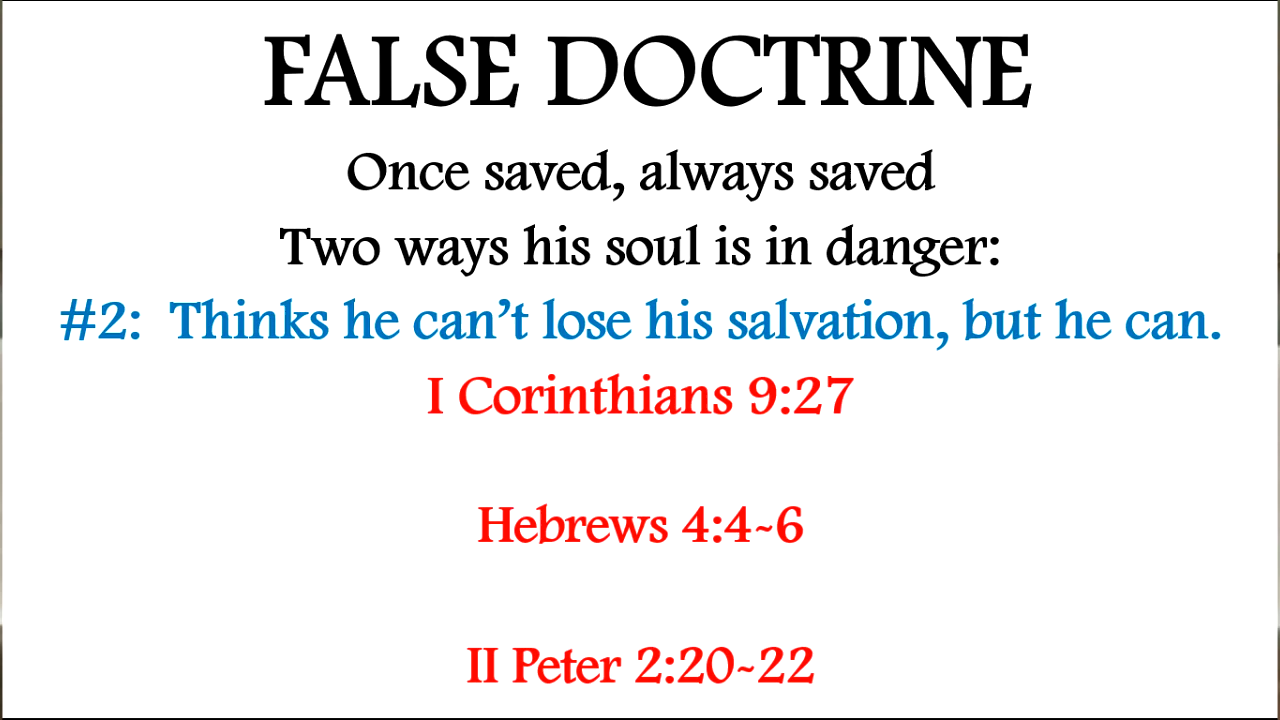 FALSE DOCTRINE
Once saved, always saved
Two ways his soul is in danger:
#2:  Thinks he can’t lose his salvation, but he can.
I Corinthians 9:27
Hebrews 4:4~6
II Peter 2:20~22